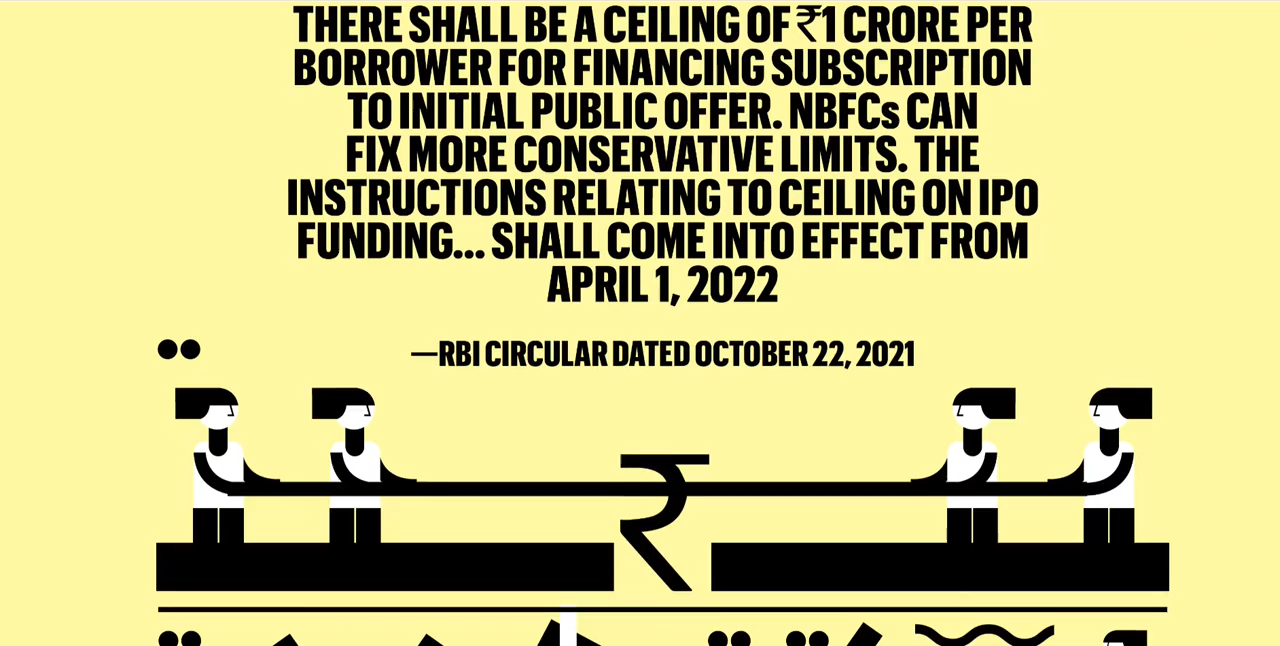 THERE SHALL BE A CEILING OF ₹1 CRORE PER
BORROWER FOR FINANCING SUBSCRIPTION
TO INITIAL PUBLIC OFFER. NBFCs CAN
FIX MORE CONSERVATIVE LIMITS. THE
INSTRUCTIONS RELATING TO CEILING ON IPO
FUNDING... SHALL COME INTO EFFECT FROM
APRIL 1, 2022
—RBI CIRCULAR DATED OCTOBER 22, 2021
₹